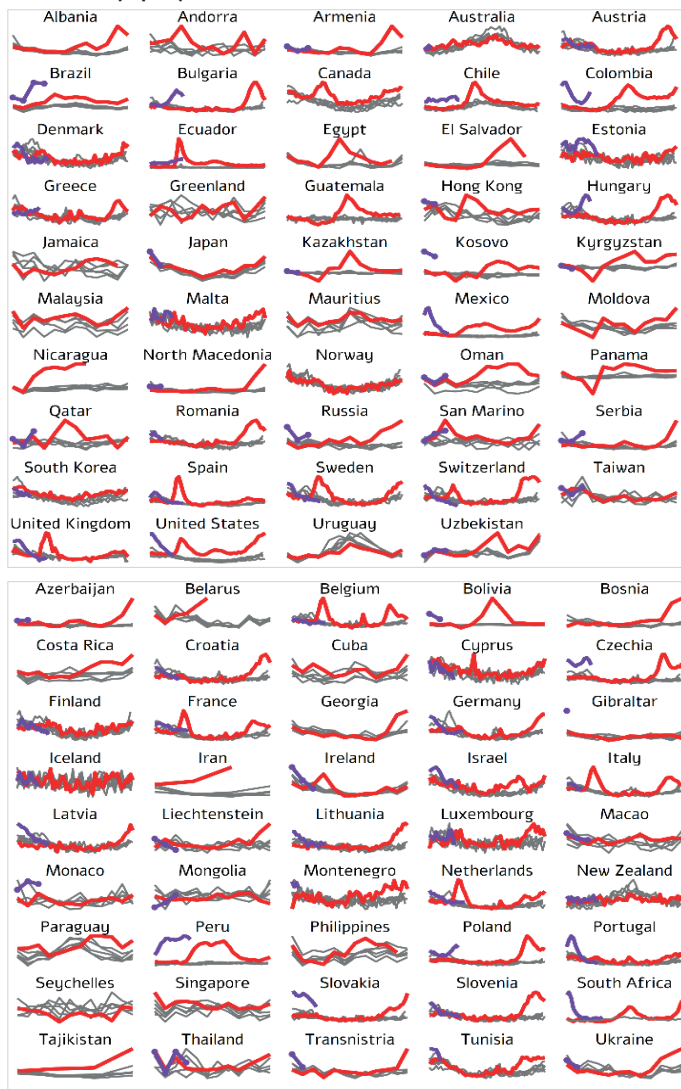 Albania Andorra Armenia Australia Austria
Brazil Bulgaria Canada Chile Colombia
Denmark Ecuador Egypt El Salvador Estonia
Greece Greenland Guatemala Hong Kong Hungary
Jamaica Japan Kazakhstan Kosovo Kyrgyzstan
Malaysia Malta Mauritius Mexico Moldova
Nicaragua North Macedonia Norway Oman Panama
Qatar Romania Russia San Marino Serbia
South Korea Spain Sweden Switzerland Taiwan
United Kingdom United States Uruguay Uzbekistan
Azerbaijan Belarus Belgium Bolivia Bosnia
Costa Rica Croatia Cuba Cyprus Czechia
Finland France Georgia Germany Gibraltar
Iceland Iran Ireland Israel Italy
Latvia Liechtenstein Lithuania Luxembourg Macao
Monaco Mongolia Montenegro Netherlands New Zealand
Paraguay Peru Philippines Poland Portugal
Seychelles Singapore Slovakia Slovenia South Africa
Tajikistan Thailand Transnistria Tunisia Ukraine